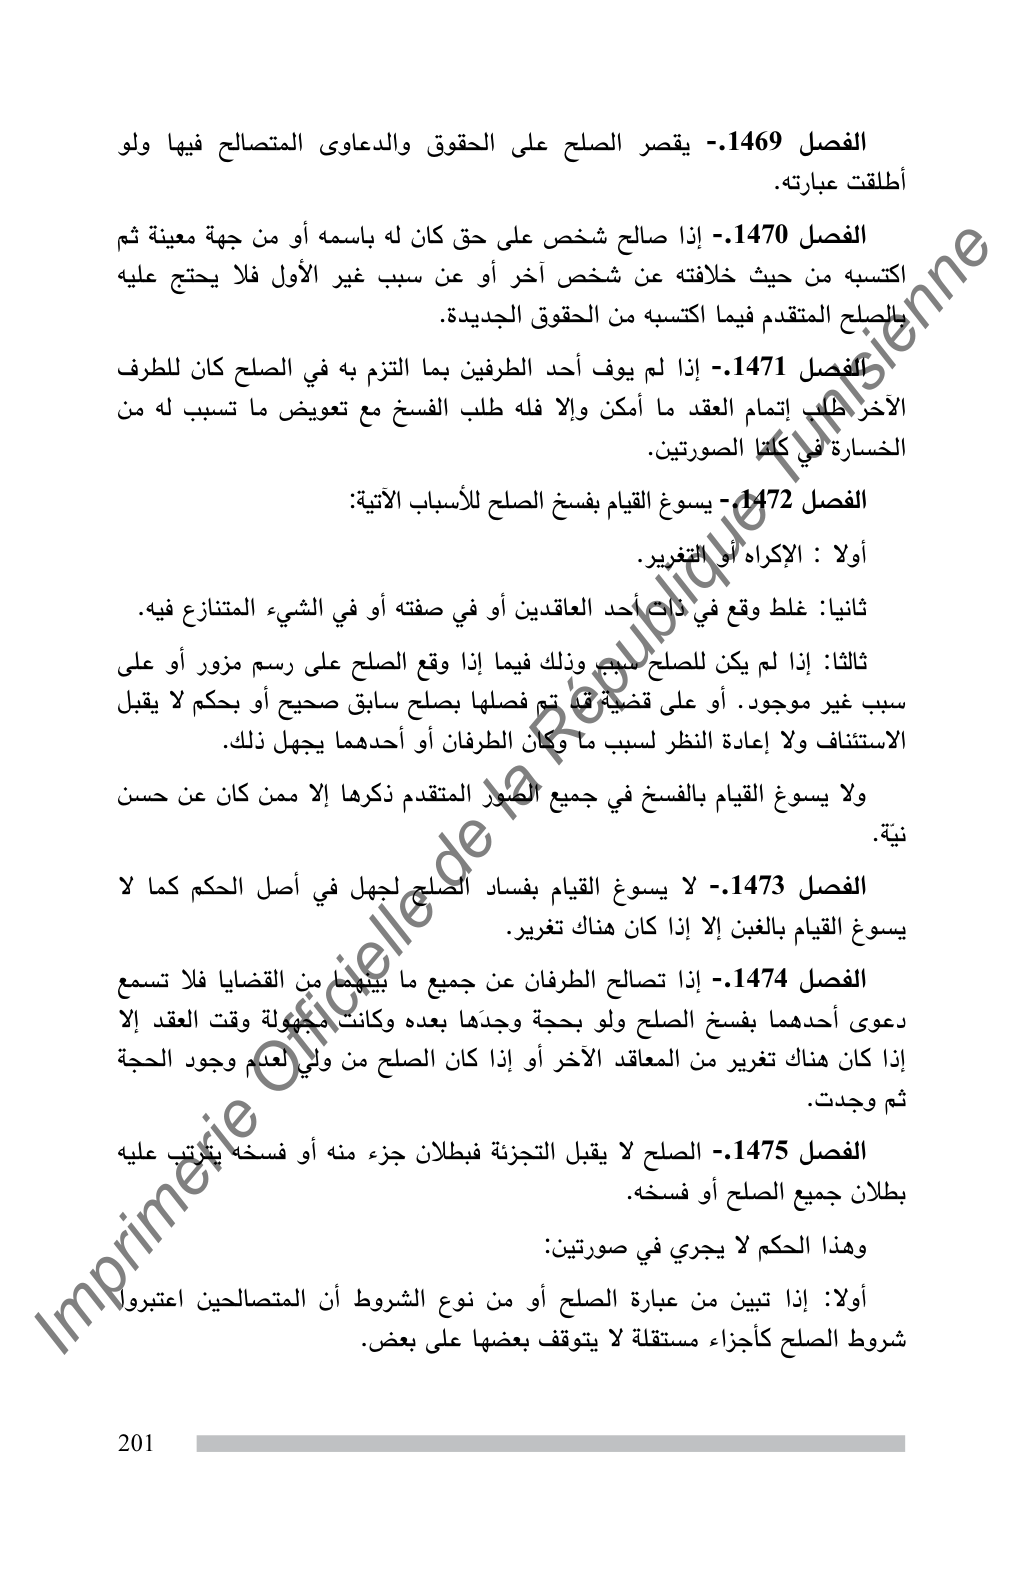 الفصل 1469.- يقصر الصلح على الحقوق والدعاوى المتصالح فيها ولو
أطلقت عبارته.
الفصل 1470.- إذا صالح شخص على حق كان له باسمه أو من جهة معينة ثم
اكتسبه من حيث خلافته عن شخص آخر أو عن سبب غير الأول فلا يحتج عليه
بالصلح المتقدم فيما اكتسبه من الحقوق الجديدة.
الفصل 1471.- إذا لم يوف أحد الطرفين بما التزم به في الصلح كان للطرف
الآخر طلب إتمام العقد ما أمكن وإلا فله طلب الفسخ مع تعويض ما تسبب له من
الخسارة في كلتا الصورتين.
الفصل 1472.- يسوغ القيام بفسخ الصلح للأسباب الآتية:
أولا : الإكراه أو التغرير.
ثانيا: غلط وقع في ذات أحد العاقدين أو في صفته أو في الشيء المتنازع فيه.
ثالثا: إذا لم يكن للصلح سبب وذلك فيما إذا وقع الصلح على رسم مزور أو على
سبب غير موجود. أو على قضية قد تم فصلها بصلح سابق صحيح أو بحكم لا يقبل
الاستئناف ولا إعادة النظر لسبب ما وكان الطرفان أو أحدهما يجهل ذلك.
ولا يسوغ القيام بالفسخ في جميع الصور المتقدم ذكرها إلا ممن كان عن حسن
نيّة.
الفصل 1473.- لا يسوغ القيام بفساد الصلح لجهل في أصل الحكم كما لا
يسوغ القيام بالغبن إلا إذا كان هناك تغرير.
الفصل 1474.- إذا تصالح الطرفان عن جميع ما بينهما من القضايا فلا تسمع
دعوى أحدهما بفسخ الصلح ولو بحجة وجدَها بعده وكانت مجهولة وقت العقد إلا
إذا كان هناك تغرير من المعاقد الآخر أو إذا كان الصلح من ولي لعدم وجود الحجة
ثم وجدت.
الفصل 1475.- الصلح لا يقبل التجزئة فبطلان جزء منه أو فسخه يترتب عليه
بطلان جميع الصلح أو فسخه.
وهذا الحكم لا يجري في صورتين:
أولا: إذا تبين من عبارة الصلح أو من نوع الشروط أن المتصالحين اعتبروا
شروط الصلح كأجزاء مستقلة لا يتوقف بعضها على بعض.
201
Imprimerie Officielle de la République Tunisienne